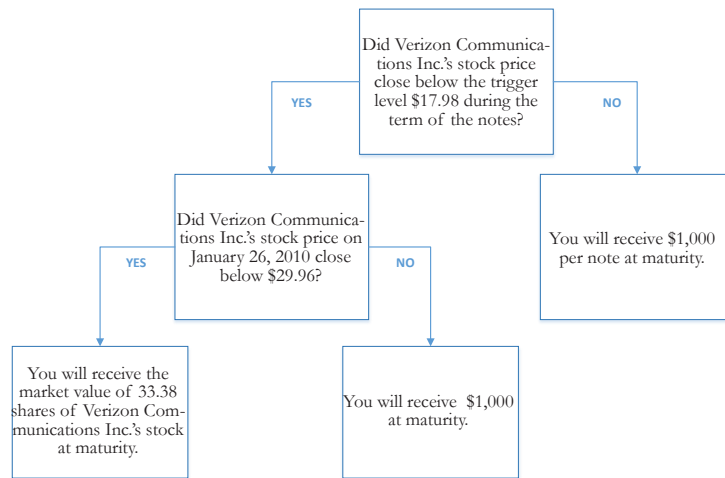 Did Verizon Communica-
tions Inc.'s stock price
close below the trigger
level $17.98 during the
term of the notes?
YES
NO
Did Verizon Communica-
tions Inc.'s stock price on
January 26, 2010 close
below $29.96?
You will receive $1,000
per note at maturity.
YES
NO
You will receive the
market value of 33.38
shares of Verizon Com-
munications Inc.'s stock
at maturity.
You will receive $1,000
at maturity.